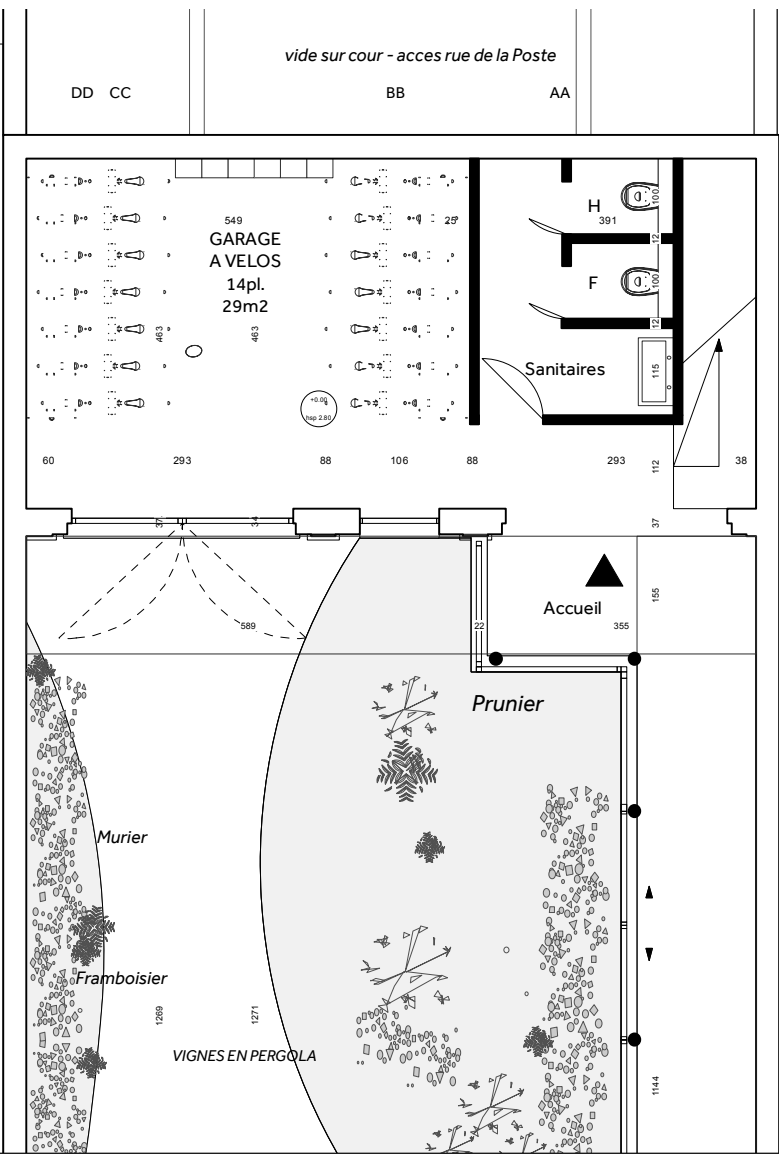 vide sur cour - acces rue de la Poste
DD CC BB AA
H
100
549 25 391
GARAGE
A VELOS
14pl.
29m2
12
F
100
12
463 463
Sanitaires
115
+0.00
hsp 2.80
60 293 88 106 88 293 112 38
37 34 37
155
Accueil
589 22 355
Prunier
Murier
Framboisier
1269 1271
VIGNES EN PERGOLA
1144